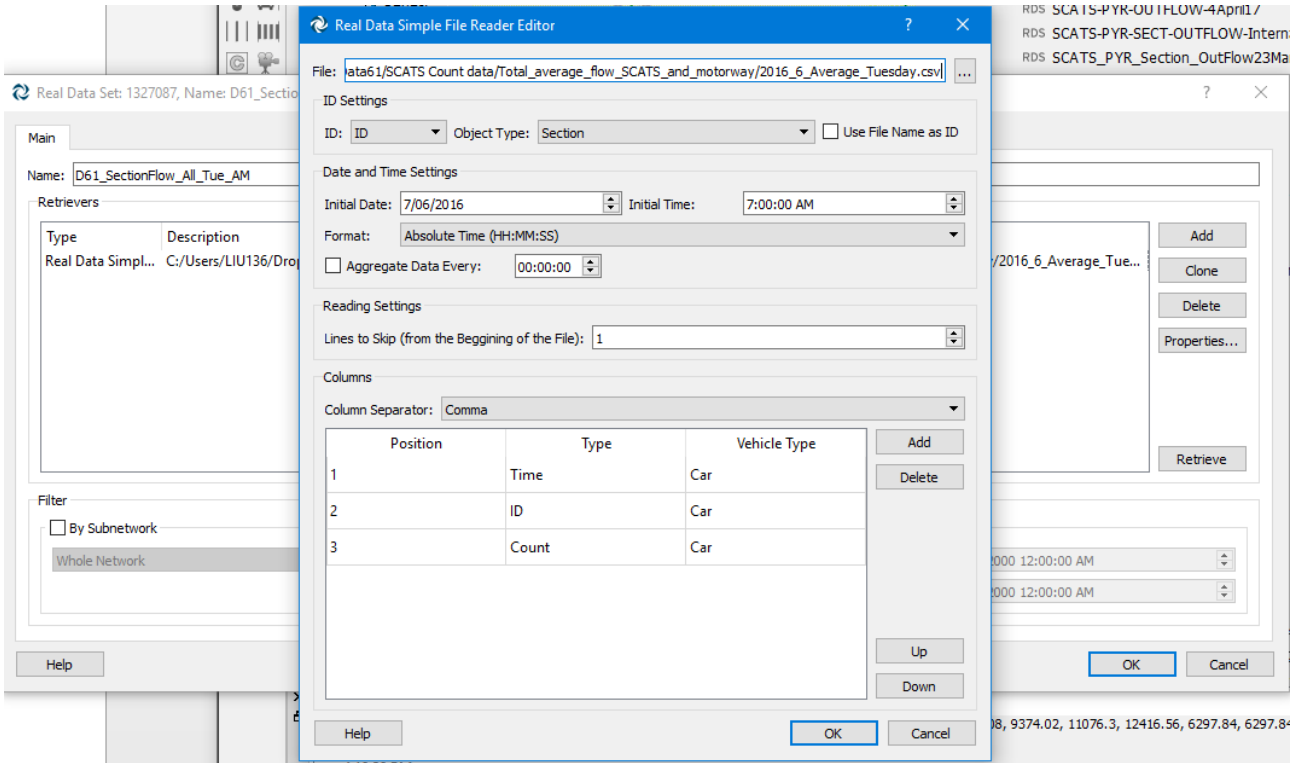 RDS SCATS-PYR-OUTFLOW-4April17
RDS SCATS-PYR-SECT-OUTFLOW-Intern
RDS SCATS_PYR_Section_OutFlow23Ma
Real Data Set: 1327087, Name: D61_Sectio
Main
Name: D61_SectionFlow_All_Tue_AM
Retrievers
Type Description
Real Data Simpl... C:/Users/LIU136/Drop
/2016_6_Average_Tue...
Add
Clone
Delete
Properties...
Retrieve
Filter
By Subnetwork
Whole Network
2000 12:00:00 AM
2000 12:00:00 AM
Help
OK Cancel
Real Data Simple File Reader Editor
File: Data61/SCATS Count data/Total_average_flow_SCATS_and_motorway/2016_6_Average_Tuesday.csv ...
ID Settings
ID: ID Object Type: Section Use File Name as ID
Date and Time Settings
Initial Date: 7/06/2016 Initial Time: 7:00:00 AM
Format: Absolute Time (HH:MM:SS)
Aggregate Data Every: 00:00:00
Reading Settings
Lines to Skip (from the Beggining of the File): 1
Columns
Column Separator: Comma
Position Type Vehicle Type
1 Time Car
2 ID Car
3 Count Car
Add
Delete
Up
Down
Help OK Cancel
08, 9374.02, 11076.3, 12416.56, 6297.84, 6297.84